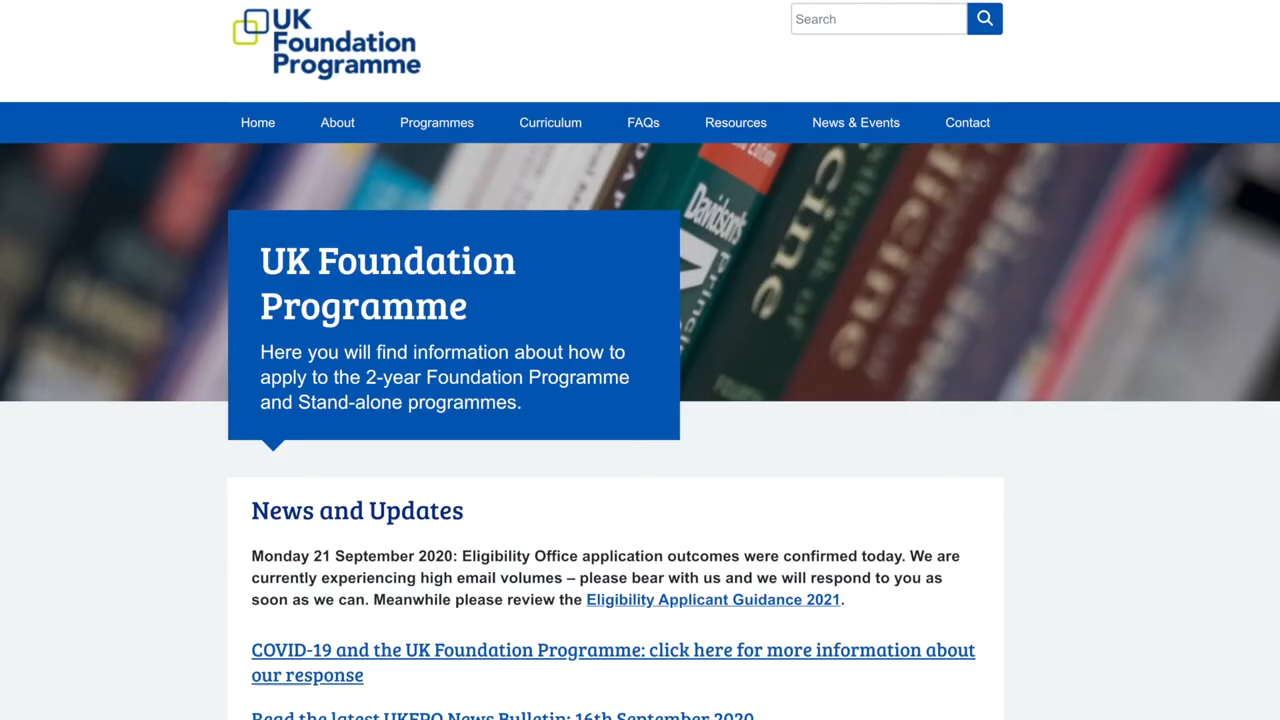 UK
Foundation
Programme
Search
Home About Programmes Curriculum FAQs Resources News & Events Contact
Edition
Davidson's
Princi
cine
icine
UK Foundation
Programme
Here you will find information about how to
apply to the 2-year Foundation Programme
and Stand-alone programmes.
News and Updates
Monday 21 September 2020: Eligibility Office application outcomes were confirmed today. We are
currently experiencing high email volumes – please bear with us and we will respond to you as
soon as we can. Meanwhile please review the Eligibility Applicant Guidance 2021.
COVID-19 and the UK Foundation Programme: click here for more information about
our response
Read the latest UKFPO News Bulletin: 16th September 2020